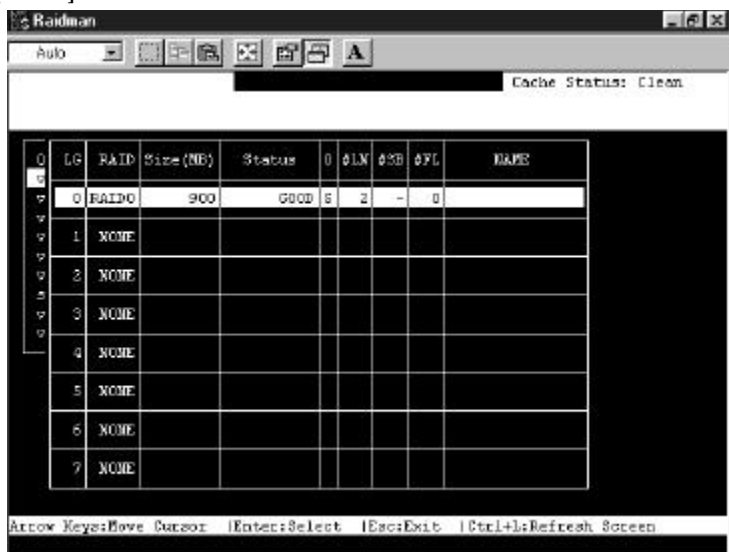 Raidman
Auto A
Cache Status: Clean
0 LG RAID Size(MB) Status 0 #LN #SB #FL NAME
0 RAID0 900 GOOD S 2 - 0
1 NONE
2 NONE
3 NONE
4 NONE
5 NONE
6 NONE
7 NONE
Arrow Keys:Move Cursor |Enter:Select |Esc:Exit |Ctrl+L:Refresh Screen